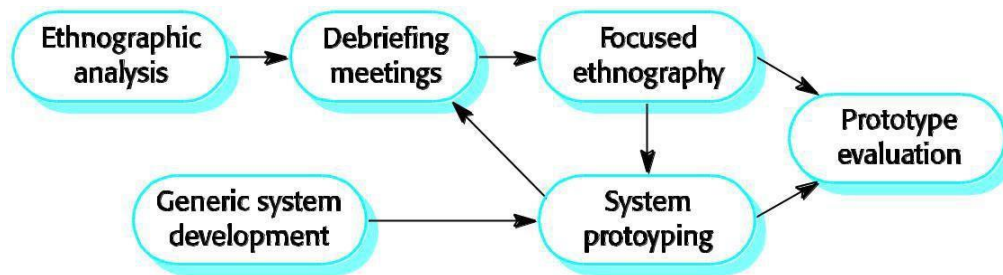 Ethnographic
analysis
Debriefing
meetings
Focused
ethnography
Prototype
evaluation
Generic system
development
System
protoyping